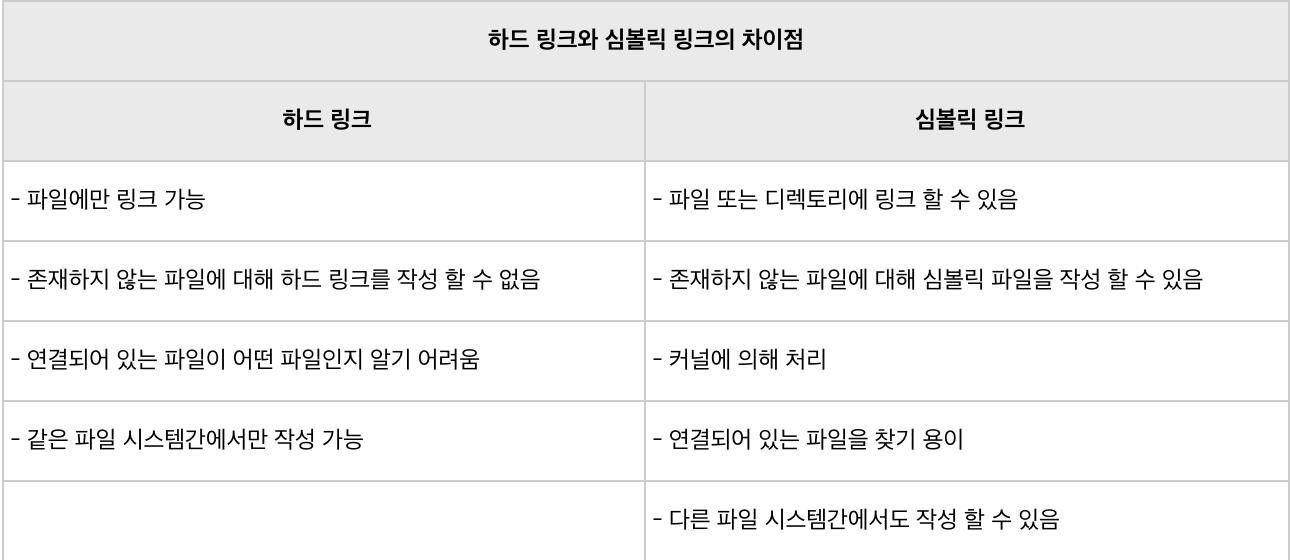 하드 링크와 심볼릭 링크의 차이점
하드 링크
심볼릭 링크
- 파일에만 링크 가능
- 파일 또는 디렉토리에 링크 할 수 있음
- 존재하지 않는 파일에 대해 하드 링크를 작성 할 수 없음
- 존재하지 않는 파일에 대해 심볼릭 파일을 작성 할 수 있음
- 연결되어 있는 파일이 어떤 파일인지 알기 어려움
- 커널에 의해 처리
- 같은 파일 시스템간에서만 작성 가능
- 연결되어 있는 파일을 찾기 용이
- 다른 파일 시스템간에서도 작성 할 수 있음